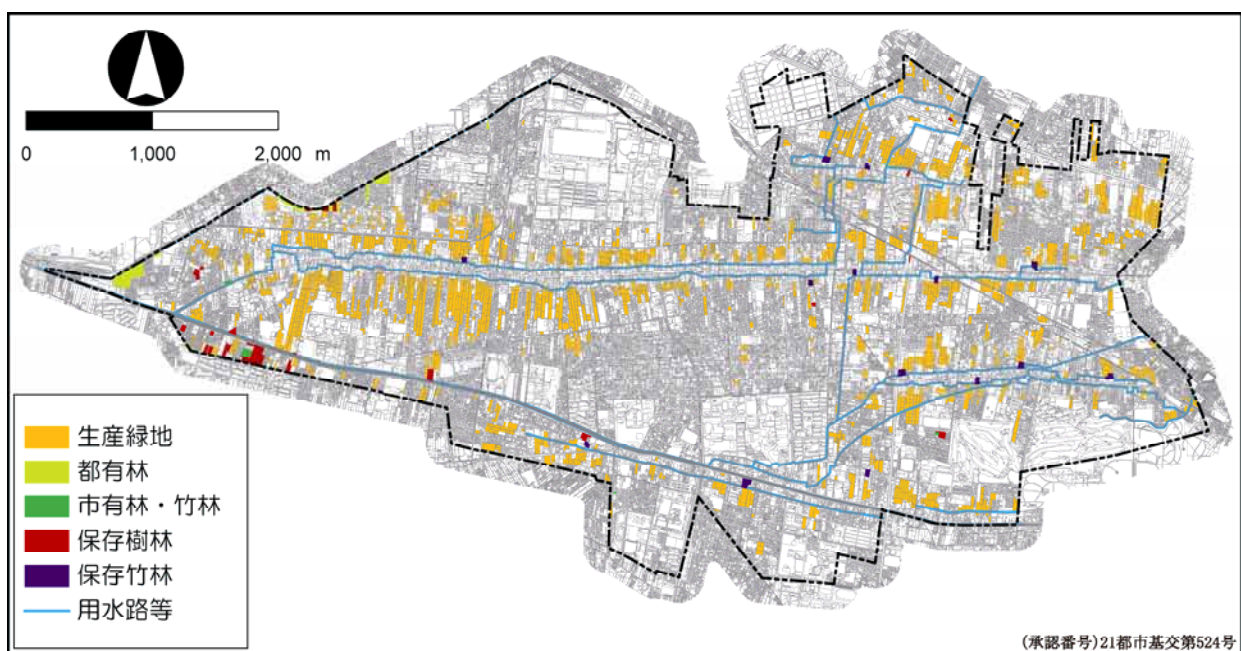 0 1,000 2,000 m
生産緑地
都有林
市有林・竹林
保存樹林
保存竹林
用水路等
(承認番号)21都市基交第524号